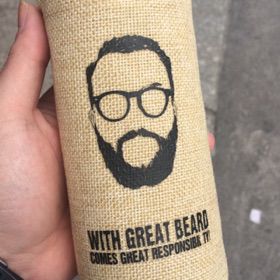 WITH GREAT BEARD
COMES GREAT RESPONSIBILITY